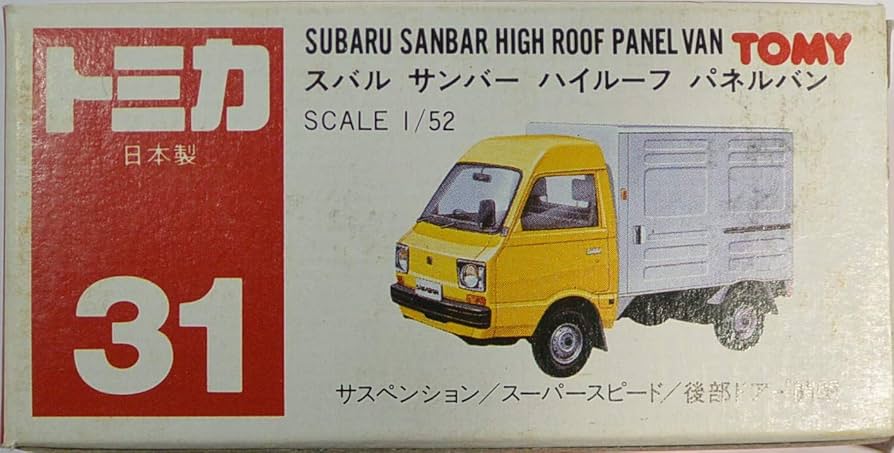 トミカ
日本製
31
SUBARU SANBAR HIGH ROOF PANEL VAN TOMY
スバル サンバー ハイルーフ パネルバン
SCALE 1/52
サスペンション/スーパースピード/後部ドア